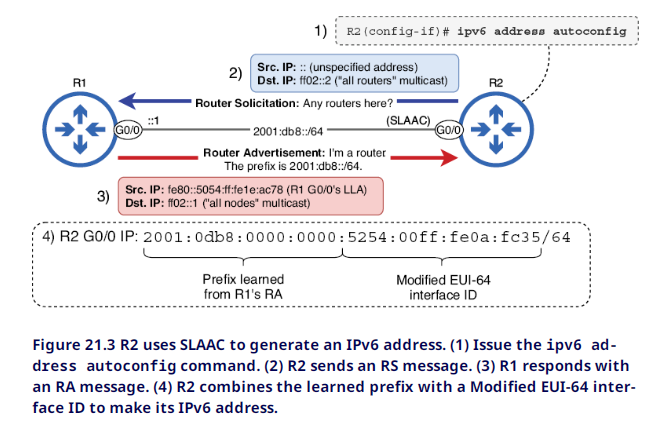 1) R2(config-if)# ipv6 address autoconfig
2) Src. IP: :: (unspecified address)
Dst. IP: ff02::2 ("all routers" multicast)
R1
R2
Router Solicitation: Any routers here?
G0/0 ::1
2001:db8::/64
(SLAAC) G0/0
Router Advertisement: I'm a router
The prefix is 2001:db8::/64.
3) Src. IP: fe80::5054:ff:fe1e:ac78 (R1 G0/0's LLA)
Dst. IP: ff02::1 ("all nodes" multicast)
4) R2 G0/0 IP: 2001:0db8:0000:0000:5254:00ff:fe0a:fc35/64
Prefix learned
from R1's RA
Modified EUI-64
interface ID
Figure 21.3 R2 uses SLAAC to generate an IPv6 address. (1) Issue the ipv6 ad-
dress autoconfig command. (2) R2 sends an RS message. (3) R1 responds with
an RA message. (4) R2 combines the learned prefix with a Modified EUI-64 inter-
face ID to make its IPv6 address.